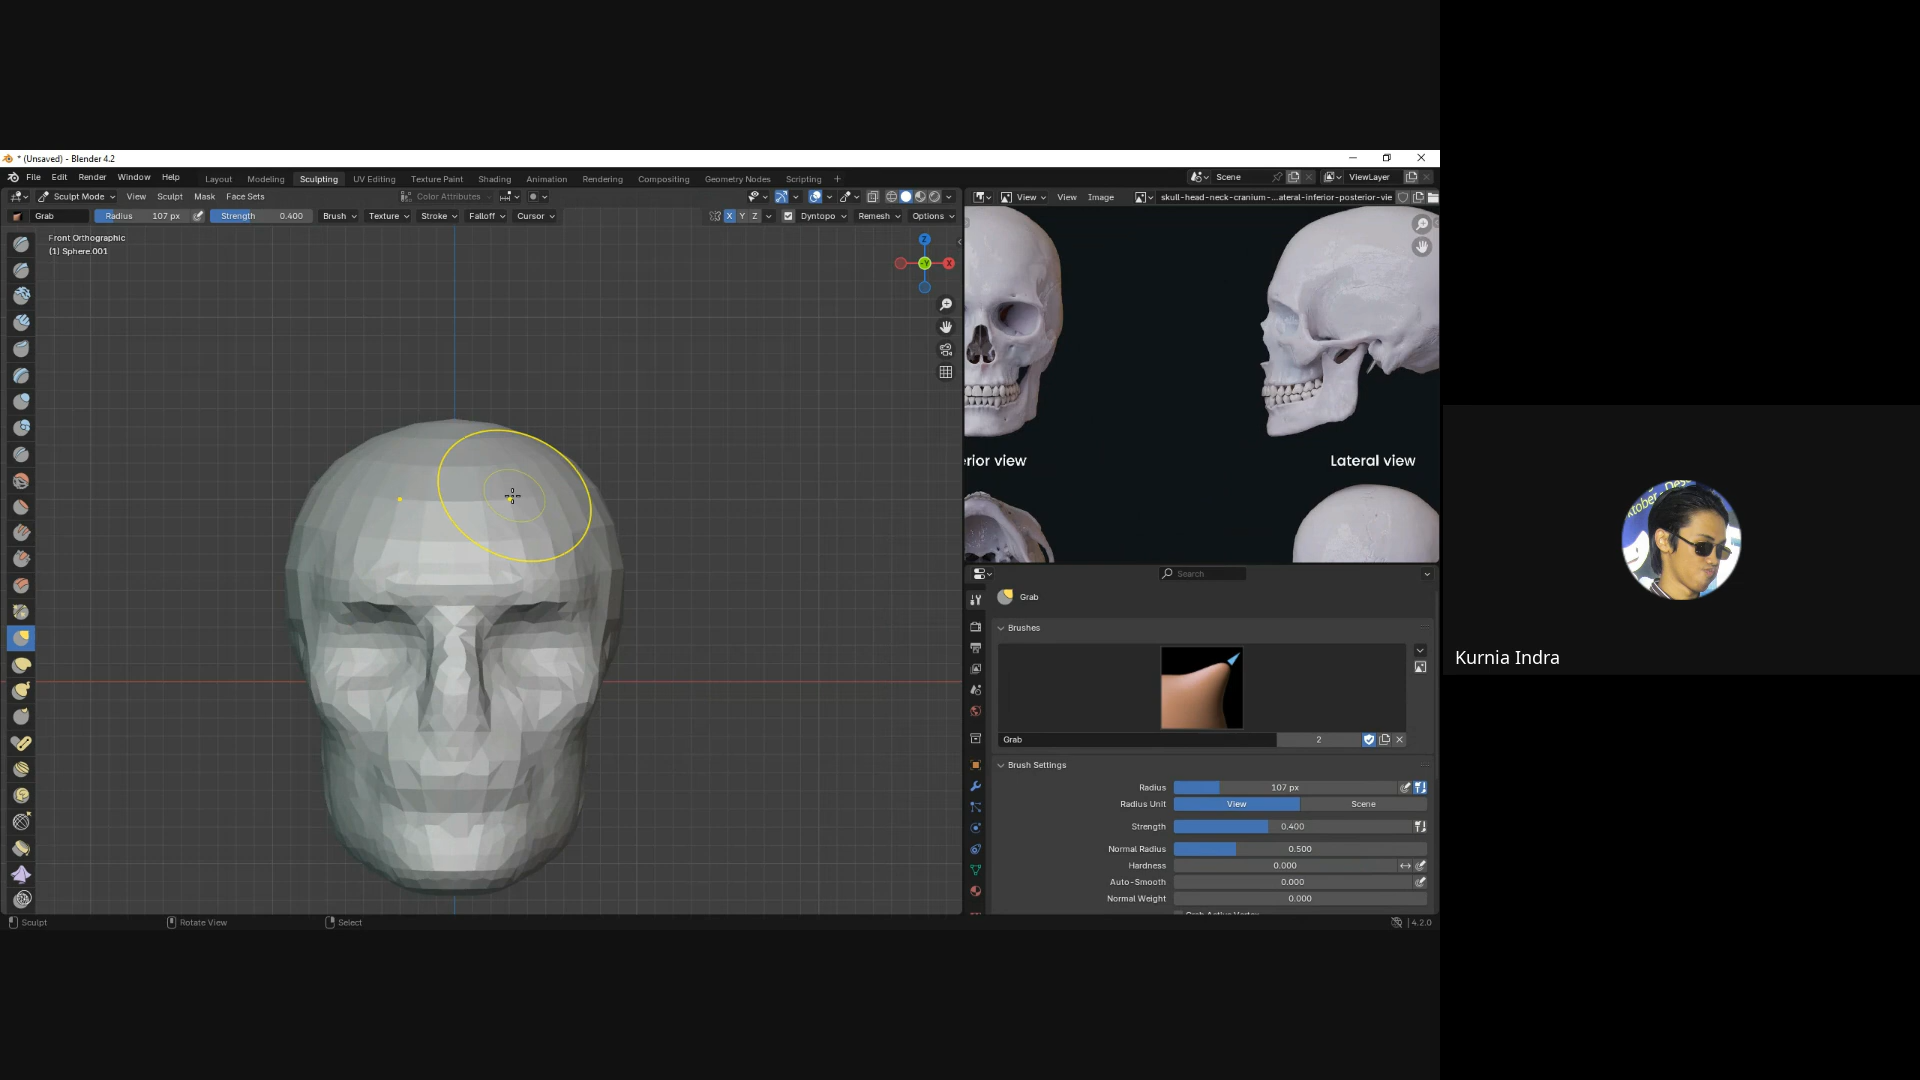 * (Unsaved) - Blender 4.2
File Edit Render Window Help Layout Modeling Sculpting UV Editing Texture Paint Shading Animation Rendering Compositing Geometry Nodes Scripting + Scene ViewLayer
Sculpt Mode View Sculpt Mask Face Sets Color Attributes View View Image skull-head-neck-cranium-...ateral-inferior-posterior-vie
Grab Radius 107 px Strength 0.400 Brush Texture Stroke Falloff Cursor X Y Z Dyntopo Remesh Options
Front Orthographic
(1) Sphere.001
Z
-Y
X
erior view Lateral view
Search
Grab
Brushes
Grab 2
Brush Settings
Radius 107 px
Radius Unit View Scene
Strength 0.400
Normal Radius 0.500
Hardness 0.000
Auto-Smooth 0.000
Normal Weight 0.000
Sculpt Rotate View Select 4.2.0
Kurnia Indra